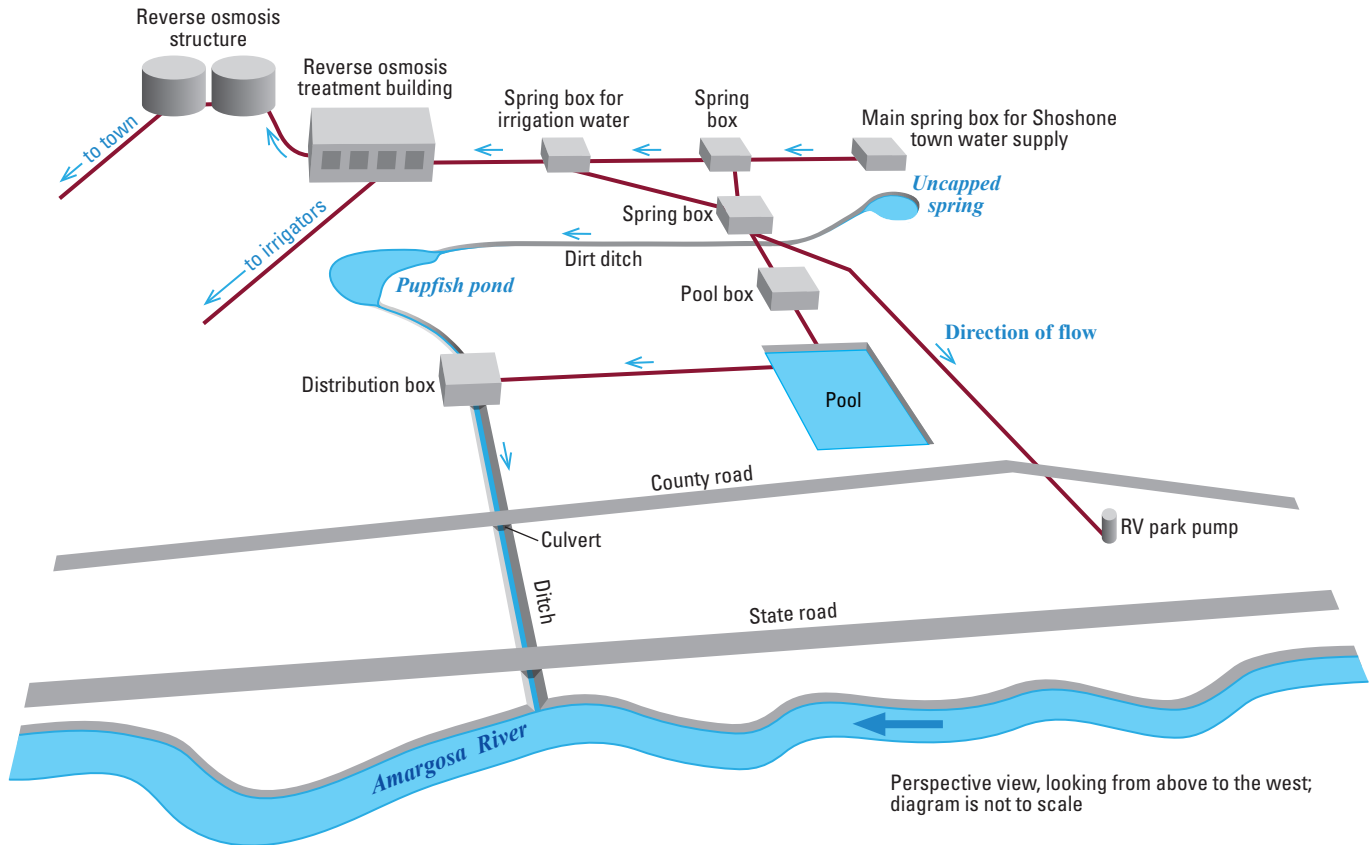 Reverse osmosis
structure
Reverse osmosis
treatment building
Spring box for
irrigation water
Spring
box
Main spring box for Shoshone
town water supply
to town
Uncapped
spring
Spring box
to irrigators
Dirt ditch
Pupfish pond
Pool box
Direction of flow
Distribution box
Pool
County road
Culvert
RV park pump
Ditch
State road
Amargosa River
Perspective view, looking from above to the west;
diagram is not to scale